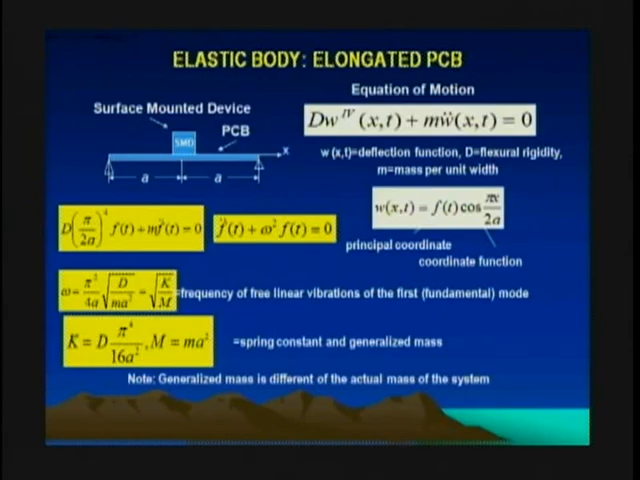 ELASTIC BODY: ELONGATED PCB
Equation of Motion
Surface Mounted Device
PCB
SMD
x
a a
Dw^{IV}(x,t) + mẅ(x,t) = 0
w (x,t)=deflection function, D=flexural rigidity,
m=mass per unit width
w(x,t) = f(t) cos πx/2a
principal coordinate
coordinate function
D(π/2a)^4 f(t) + mf̈(t) = 0
f̈(t) + ω² f(t) = 0
ω = π²/4a √(D/ma²) = √(K/M) =frequency of free linear vibrations of the first (fundamental) mode
K = D π⁴/16a², M = ma² =spring constant and generalized mass
Note: Generalized mass is different of the actual mass of the system